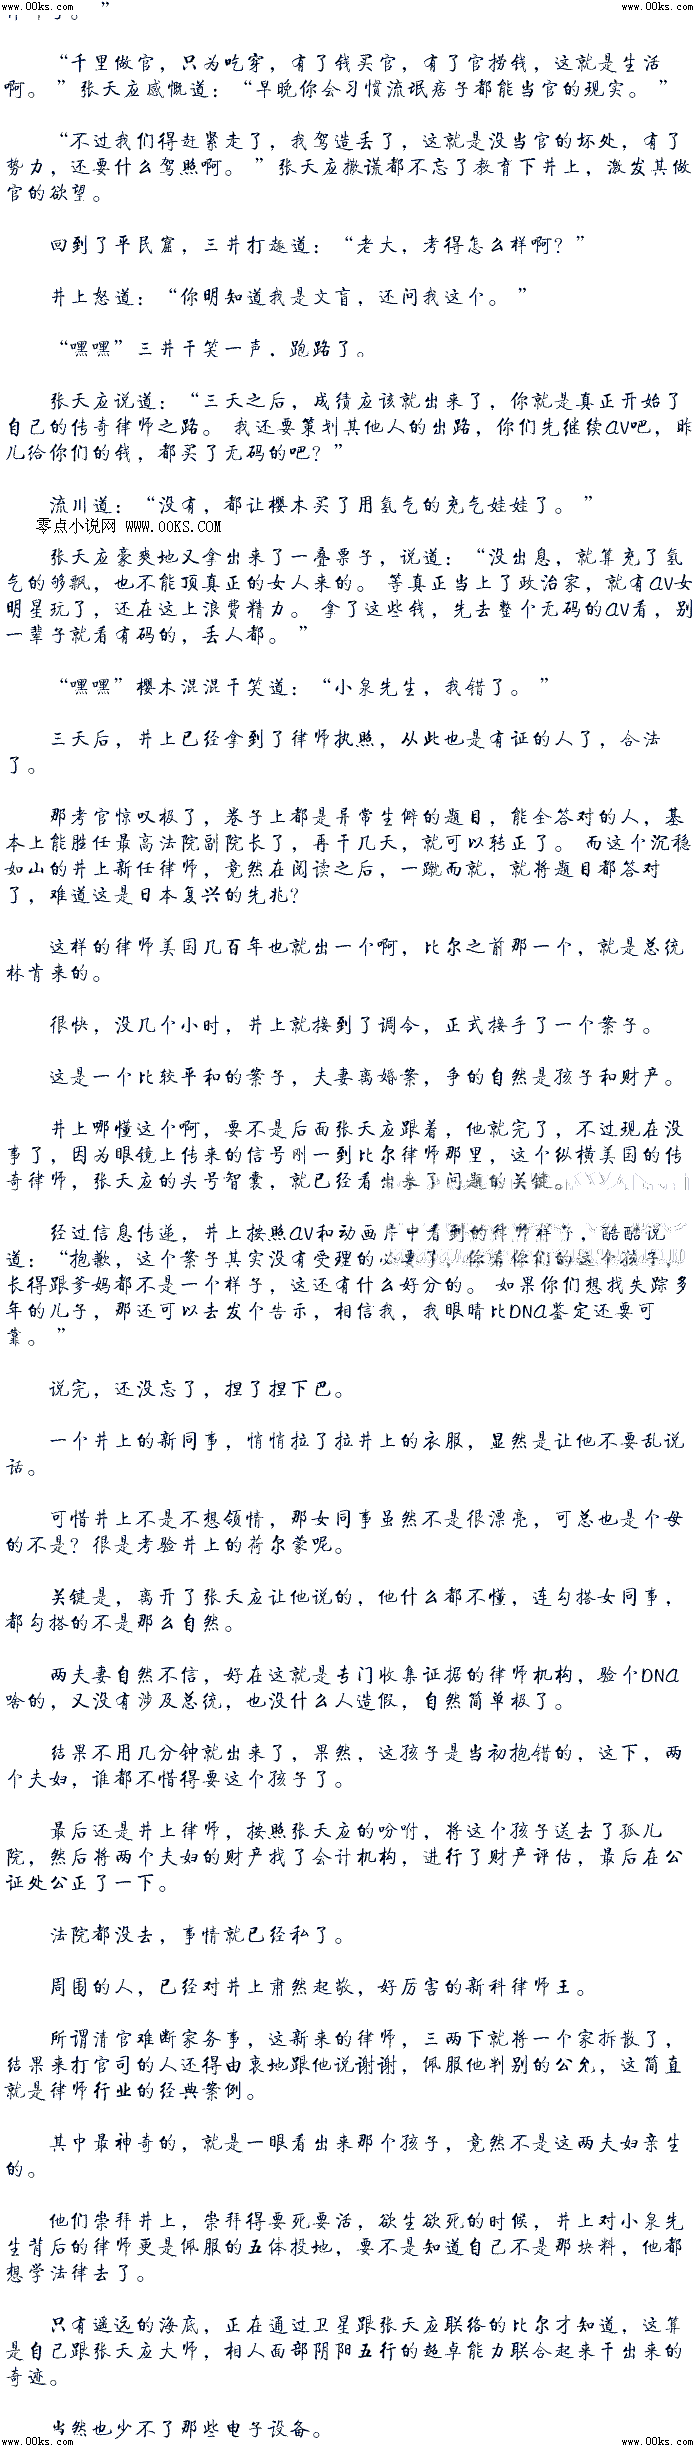 www.00ks.com www.00ks.com
“千里做官，只为吃穿，有了钱买官，有了官捞钱，这就是生活
啊。”张天应感慨道：“早晚你会习惯流氓痞子都能当官的现实。”
“不过我们得赶紧走了，我驾造丢了，这就是没当官的坏处，有了
势力，还要什么驾照啊。”张天应撒谎都不忘了教育下井上，激发其做
官的欲望。
回到了平民窟，三井打趣道：“老大，考得怎么样啊？”
井上怒道：“你明知道我是文盲，还问我这个。”
“嘿嘿”三井干笑一声，跑路了。
张天应说道：“三天之后，成绩应该就出来了，你就是真正开始了
自己的传奇律师之路。 我还要策划其他人的出路，你们先继续AV吧，昨
儿给你们的钱，都买了无码的吧？”
流川道：“没有，都让樱木买了用氢气的充气娃娃了。”
零点小说网 www.00KS.COM
张天应豪爽地又拿出来了一叠票子，说道：“没出息，就算充了氢
气的够飘，也不能顶真正的女人来的。 等真正当上了政治家，就有AV女
明星玩了，还在这上浪费精力。 拿了这些钱，先去整个无码的AV看，别
一辈子就看有码的，丢人都。”
“嘿嘿”樱木混混干笑道：“小泉先生，我错了。”
三天后，井上已经拿到了律师执照，从此也是有证的人了，合法
了。
那考官惊叹极了，卷子上都是异常生僻的题目，能全答对的人，基
本上能胜任最高法院副院长了，再干几天，就可以转正了。 而这个沉稳
如山的井上新任律师，竟然在阅读之后，一蹴而就，就将题目都答对
了，难道这是日本复兴的先兆？
这样的律师美国几百年也就出一个啊，比尔之前那一个，就是总统
林肯来的。
很快，没几个小时，井上就接到了调令，正式接手了一个案子。
这是一个比较平和的案子，夫妻离婚案，争的自然是孩子和财产。
井上哪懂这个啊，要不是后面张天应跟着，他就完了，不过现在没
事了，因为眼镜上传来的信号刚一到比尔律师那里，这个纵横美国的传
奇律师，张天应的头号智囊，就已经看出来了问题的关键。
经过信息传递，井上按照AV和动画片中看到的律师样子，酷酷说
道：“抱歉，这个案子其实没有受理的必要了，你看你们的这个孩子，
长得跟爹妈都不是一个样子，这还有什么好分的。 如果你们想找失踪多
年的儿子，那还可以去发个告示，相信我，我眼睛比DNA鉴定还要可
靠。”
说完，还没忘了，捏了捏下巴。
一个井上的新同事，悄悄拉了拉井上的衣服，显然是让他不要乱说
话。
可惜井上不是不想领情，那女同事虽然不是很漂亮，可总也是个母
的不是？很是考验井上的荷尔蒙呢。
关键是，离开了张天应让他说的，他什么都不懂，连勾搭女同事，
都勾搭的不是那么自然。
两夫妻自然不信，好在这就是专门收集证据的律师机构，验个DNA
啥的，又没有涉及总统，也没什么人造假，自然简单极了。
结果不用几分钟就出来了，果然，这孩子是当初抱错的，这下，两
个夫妇，谁都不惜得要这个孩子了。
最后还是井上律师，按照张天应的吩咐，将这个孩子送去了孤儿
院，然后将两个夫妇的财产找了会计机构，进行了财产评估，最后在公
证处公正了一下。
法院都没去，事情就已经私了了。
周围的人，已经对井上肃然起敬，好厉害的新科律师王。
所谓清官难断家务事，这新来的律师，三两下就将一个家拆散了，
结果来打官司的人还得由衷地跟他说谢谢，佩服他判别的公允，这简直
就是律师行业的经典案例。
其中最神奇的，就是一眼看出来那个孩子，竟然不是这两夫妇亲生
的。
他们崇拜井上，崇拜得要死要活，欲生欲死的时候，井上对小泉先
生背后的律师更是佩服的五体投地，要不是知道自己不是那块料，他都
想学法律去了。
只有遥远的海底，正在通过卫星跟张天应联络的比尔才知道，这算
是自己跟张天应大师，相人面部阴阳五行的超卓能力联合起来干出来的
奇迹。
当然也少不了那些电子设备。
www.00ks.com www.00ks.com